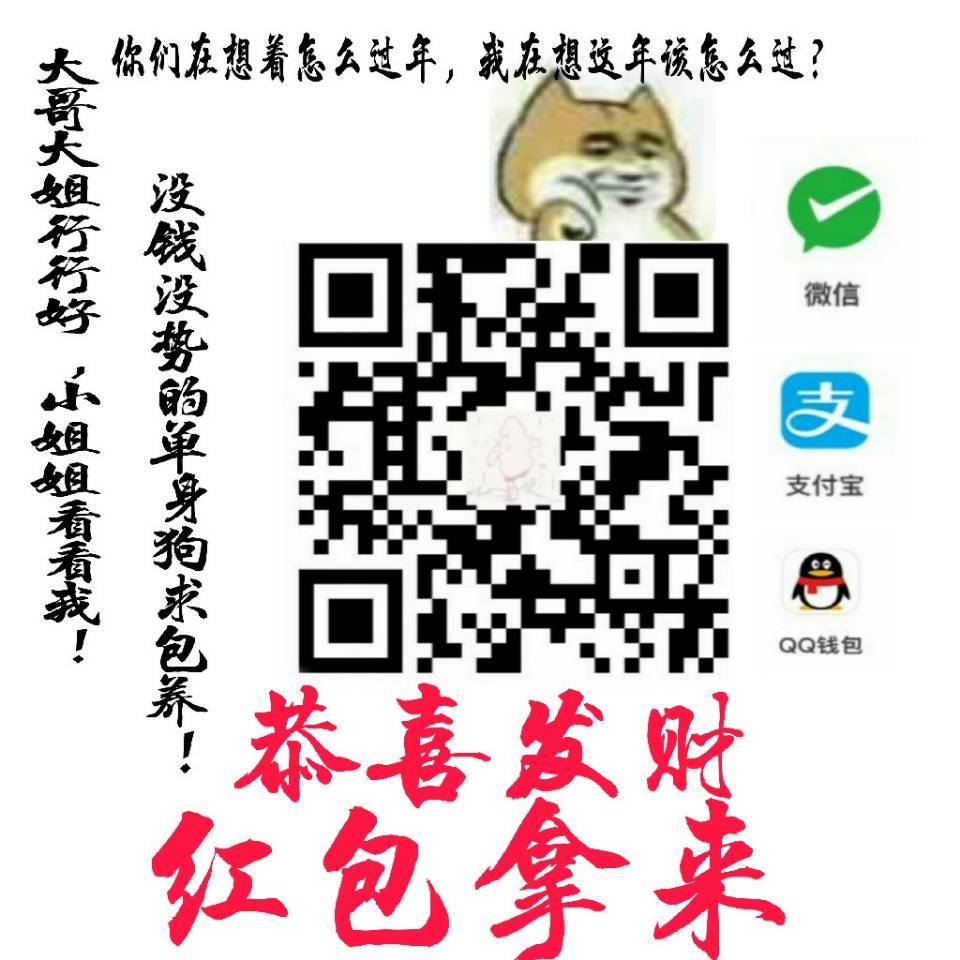 你们在想着怎么过年，我在想这年该怎么过？
大哥大姐行行好，小姐姐看看我！
没钱没势的单身狗求包养！
微信
支
支付宝
QQ钱包
恭喜发财
红包拿来